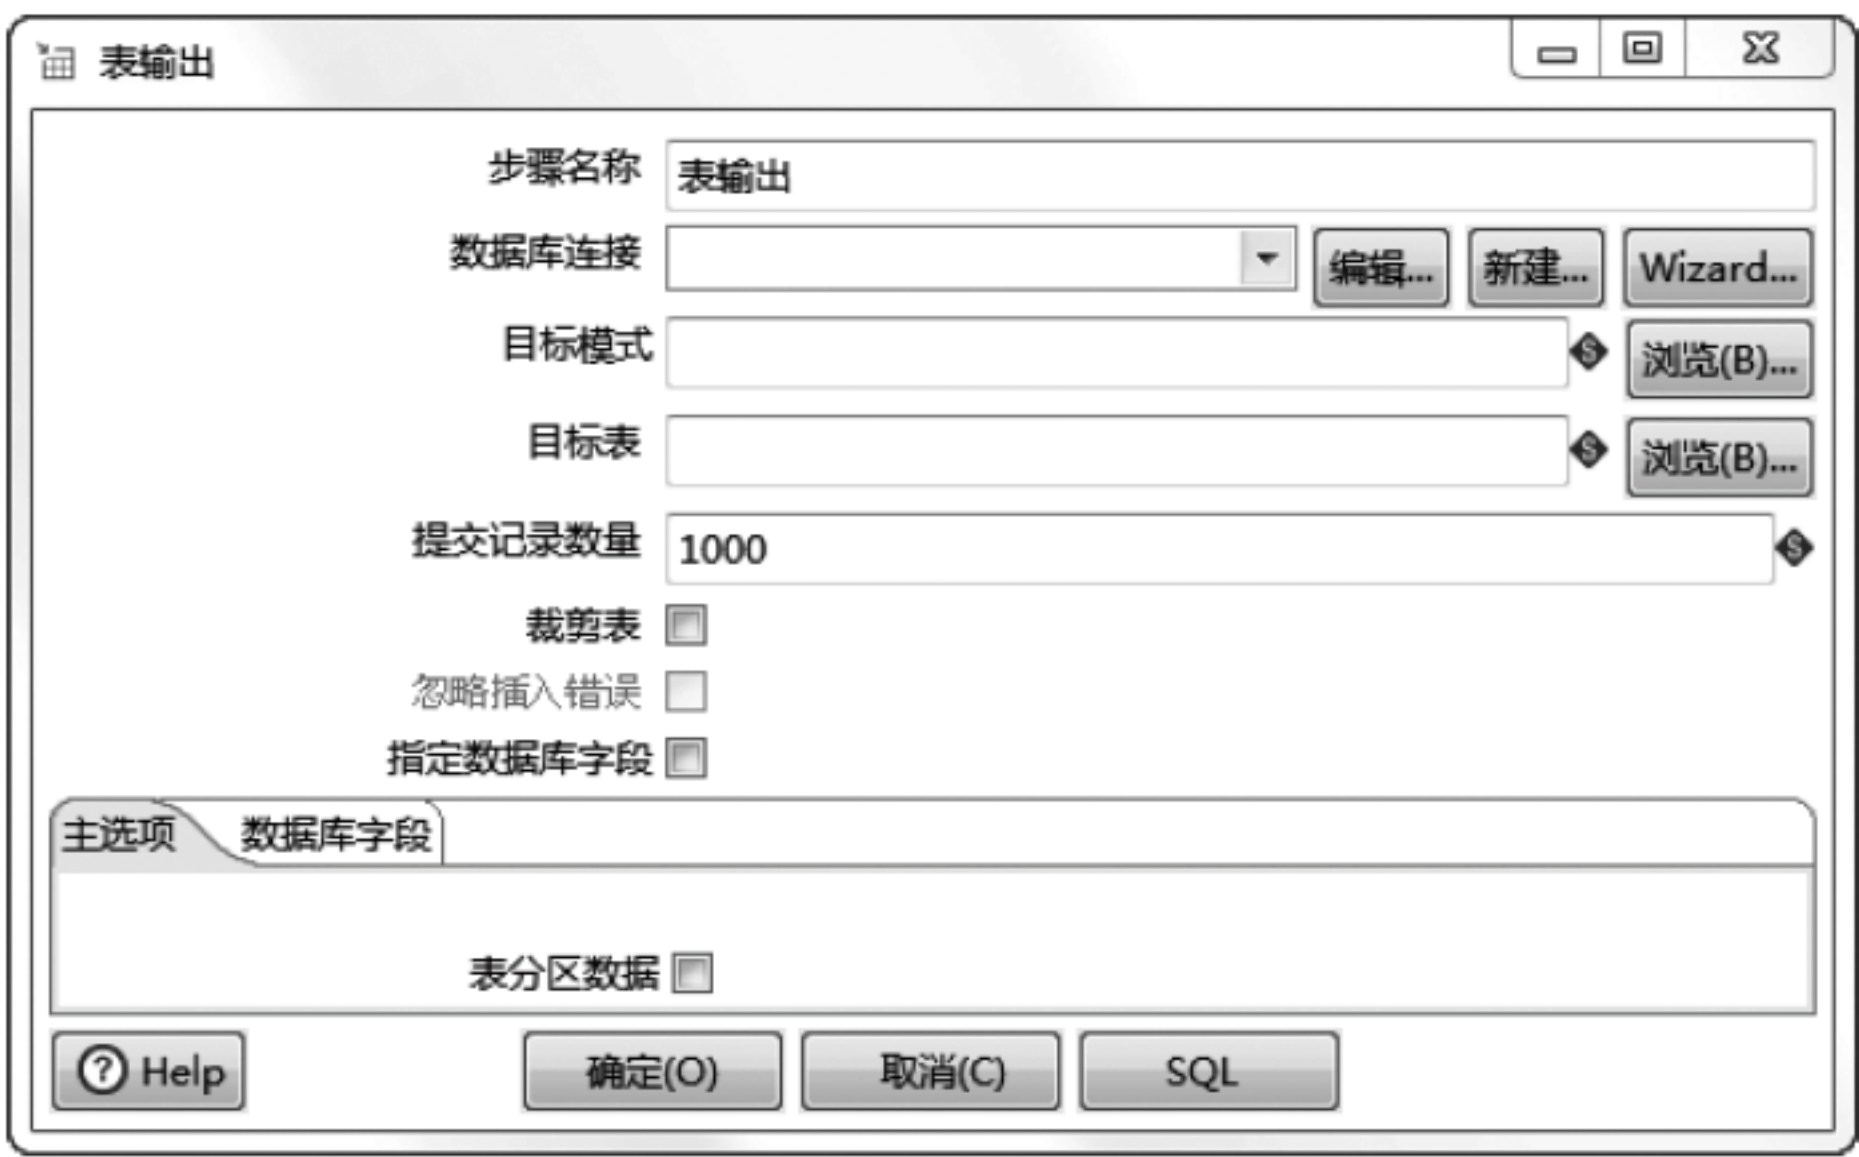 表输出
步骤名称 表输出
数据库连接 编辑... 新建... Wizard...
目标模式 浏览(B)...
目标表 浏览(B)...
提交记录数量 1000
裁剪表
忽略插入错误
指定数据库字段
主选项 数据库字段
表分区数据
Help 确定(O) 取消(C) SQL